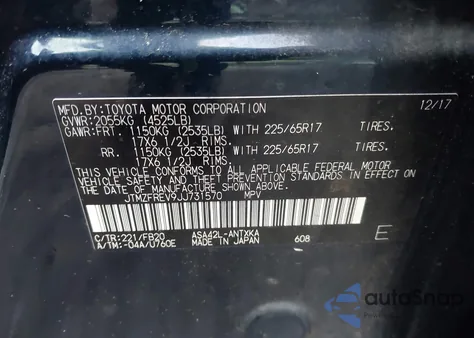 MFD.BY:TOYOTA MOTOR CORPORATION 12/17
GVWR:2055KG (4525LB)
GAWR:FRT. 1150KG (2535LB) WITH 225/65R17 TIRES.
17X6 1/2J RIMS.
RR. 1150KG (2535LB) WITH 225/65R17 TIRES.
17X6 1/2J RIMS.
THIS VEHICLE CONFORMS TO ALL APPLICABLE FEDERAL MOTOR
VEHICLE SAFETY AND THEFT PREVENTION STANDARDS IN EFFECT ON
THE DATE OF MANUFACTURE SHOWN ABOVE.
JTMZFREV9JJ731570 MPV
C/TR:221/FB20 ASA42L-ANTXKA
A/TM:-04A/U760E MADE IN JAPAN 608 E
autoSnap